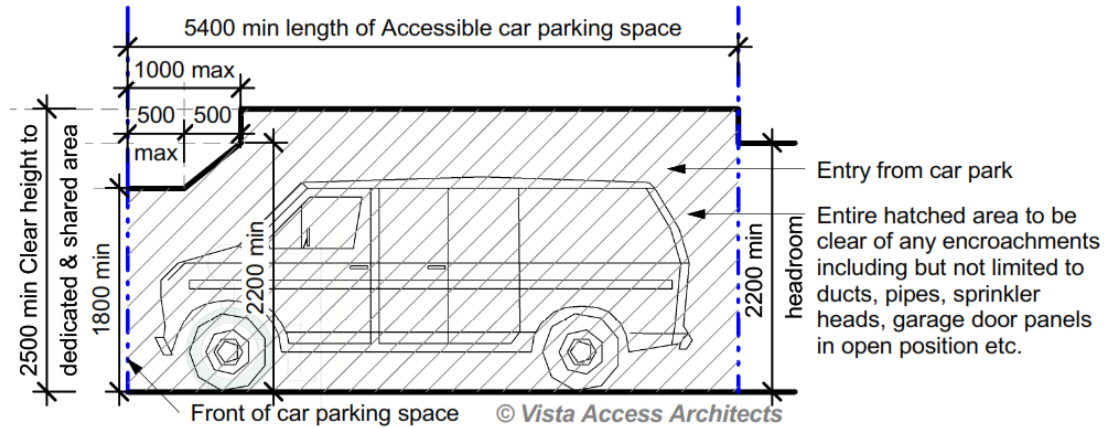 5400 min length of Accessible car parking space
1000 max
500 500
max
2500 min Clear height to
dedicated & shared area
1800 min
2200 min
2200 min
headroom
Entry from car park
Entire hatched area to be
clear of any encroachments
including but not limited to
ducts, pipes, sprinkler
heads, garage door panels
in open position etc.
Front of car parking space
© Vista Access Architects